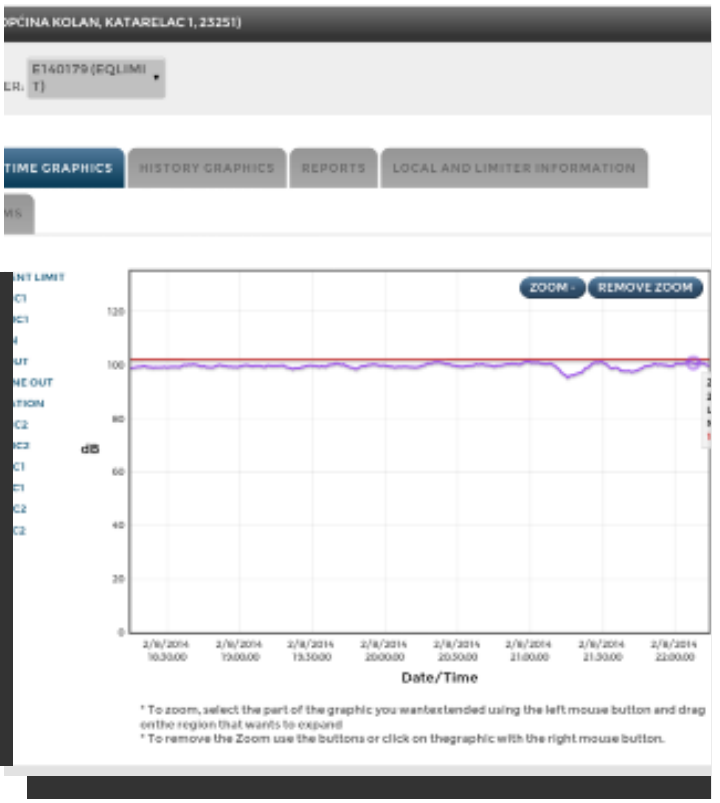 OPĆINA KOLAN, KATARELAC 1, 23251)
E140179 (EQLIMI
ER: T)
TIME GRAPHICS HISTORY GRAPHICS REPORTS LOCAL AND LIMITER INFORMATION
MS
ENT LIMIT
C1
C1
N
UT
NE OUT
ATION
C2
C2
C1
C1
C2
C2
ZOOM - REMOVE ZOOM
120
100
80
60
40
20
0
dB
2/8/2014 2/8/2014 2/8/2014 2/8/2014 2/8/2014 2/8/2014 2/8/2014 2/8/2014
18:30:00 19:00:00 19:30:00 20:00:00 20:30:00 21:00:00 21:30:00 22:00:00
Date/Time
* To zoom, select the part of the graphic you wantextended using the left mouse button and drag
onthe region that wants to expand
* To remove the Zoom use the buttons or click on thegraphic with the right mouse button.